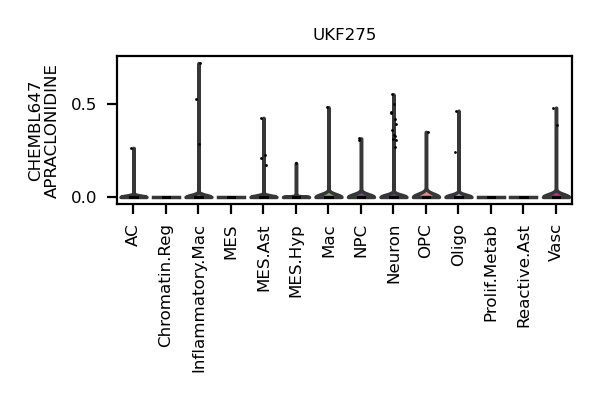 UKF275
CHEMBL647
APRACLONIDINE
0.5
0.0
AC
Chromatin.Reg
Inflammatory.Mac
MES
MES.Ast
MES.Hyp
Mac
NPC
Neuron
OPC
Oligo
Prolif.Metab
Reactive.Ast
Vasc